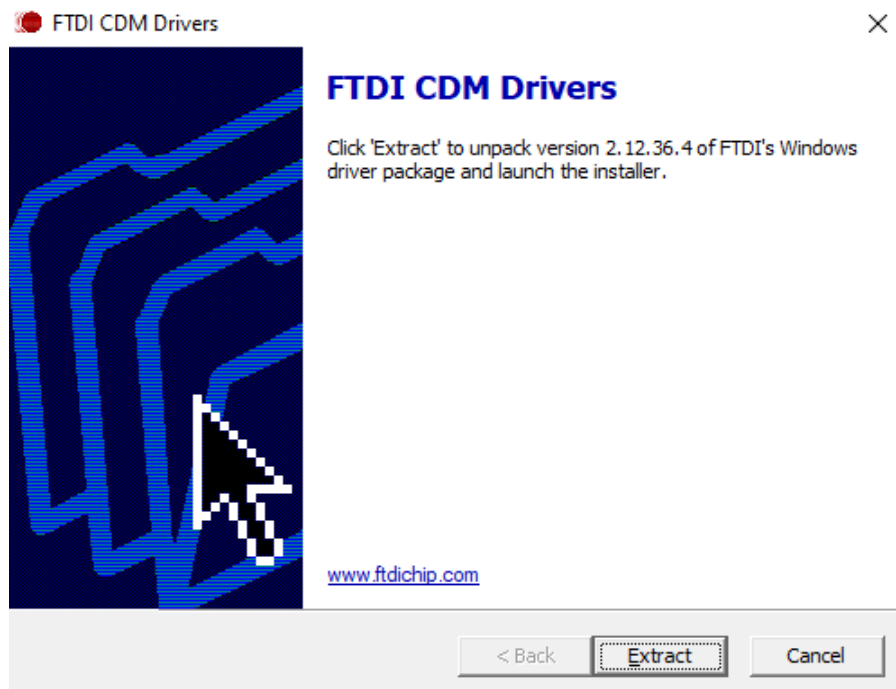 FTDI CDM Drivers
FTDI CDM Drivers
Click 'Extract' to unpack version 2.12.36.4 of FTDI's Windows
driver package and launch the installer.
www.ftdichip.com
< Back
Extract
Cancel